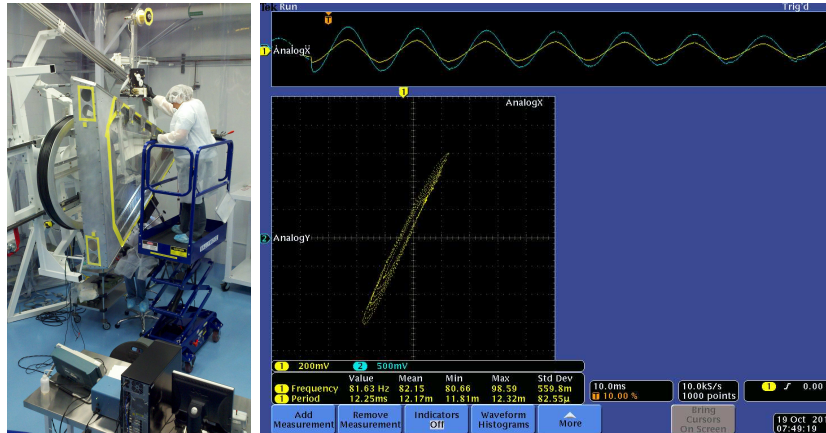 Tek Run Trig'd
T
1 AnalogX
1
AnalogX
2 AnalogY
1 200mV 2 500mV
Value Mean Min Max Std Dev
1 Frequency 81.63 Hz 82.15 80.66 98.59 559.8m
1 Period 12.25ms 12.17m 11.81m 12.32m 82.55µ
10.0ms 10.0kS/s 1 0.00
T 10.00 % 1000 points
Add Measurement
Remove Measurement
Indicators Off
Waveform Histograms
More
Bring Cursors On Screen
19 Oct 201
07:49:19